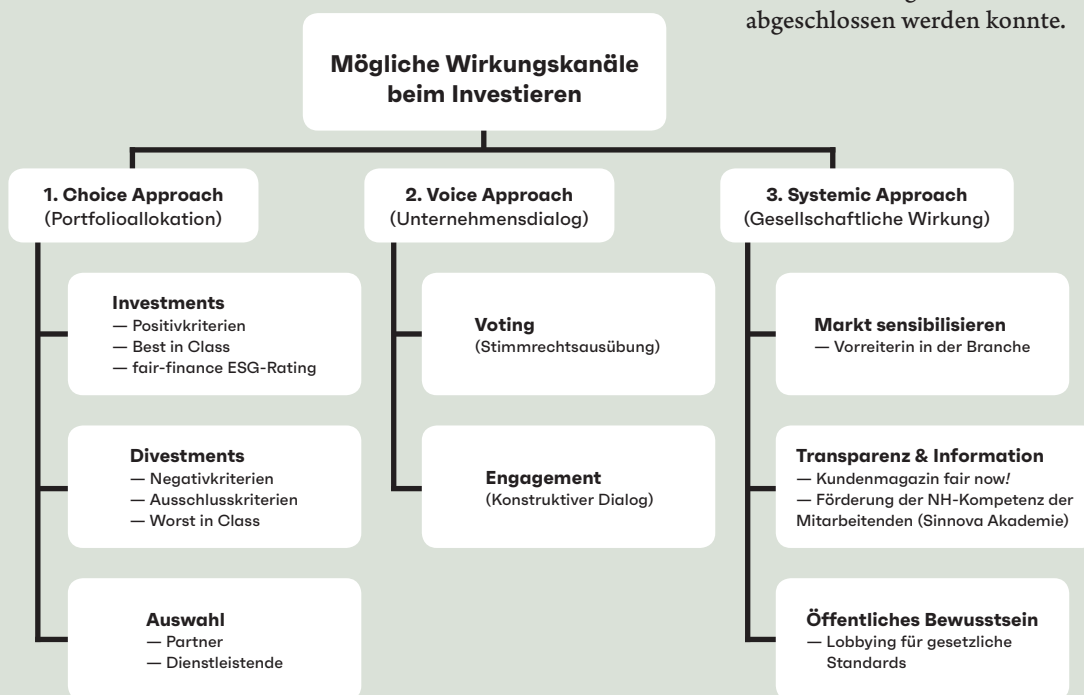 abgeschlossen werden konnte.
Mögliche Wirkungskanäle
beim Investieren
1. Choice Approach
(Portfolioallokation)
Investments
— Positivkriterien
— Best in Class
— fair-finance ESG-Rating
Divestments
— Negativkriterien
— Ausschlusskriterien
— Worst in Class
Auswahl
— Partner
— Dienstleistende
2. Voice Approach
(Unternehmensdialog)
Voting
(Stimmrechtsausübung)
Engagement
(Konstruktiver Dialog)
3. Systemic Approach
(Gesellschaftliche Wirkung)
Markt sensibilisieren
— Vorreiterin in der Branche
Transparenz & Information
— Kundenmagazin fair now!
— Förderung der NH-Kompetenz der
Mitarbeitenden (Sinnova Akademie)
Öffentliches Bewusstsein
— Lobbying für gesetzliche
Standards